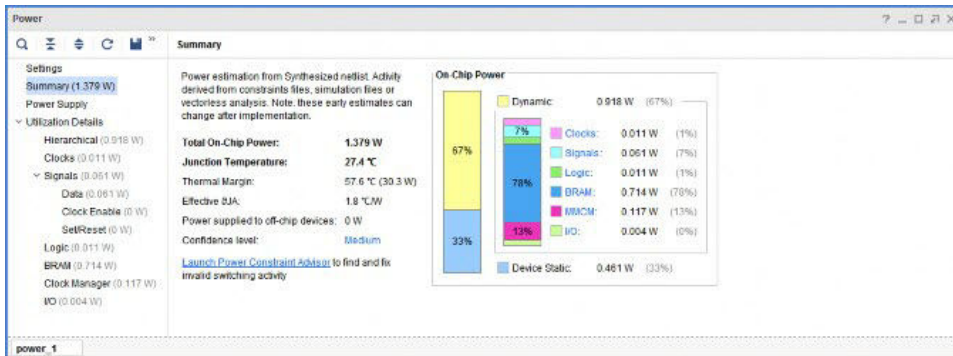 Power
Summary
Settings
Summary (1.379 W)
Power Supply
Utilization Details
Hierarchical (0.918 W)
Clocks (0.011 W)
Signals (0.061 W)
Data (0.061 W)
Clock Enable (0 W)
Set/Reset (0 W)
Logic (0.011 W)
BRAM (0.714 W)
Clock Manager (0.117 W)
I/O (0.004 W)
Power estimation from Synthesized netlist. Activity
derived from constraints files, simulation files or
vectorless analysis. Note: these early estimates can
change after implementation.
Total On-Chip Power: 1.379 W
Junction Temperature: 27.4 °C
Thermal Margin: 57.6 °C (30.3 W)
Effective θJA: 1.8 °C/W
Power supplied to off-chip devices: 0 W
Confidence level: Medium
Launch Power Constraint Advisor to find and fix
invalid switching activity
On-Chip Power
67%
33%
Dynamic: 0.918 W (67%)
7%
78%
13%
Clocks: 0.011 W (1%)
Signals: 0.061 W (7%)
Logic: 0.011 W (1%)
BRAM: 0.714 W (78%)
MMCM: 0.117 W (13%)
I/O: 0.004 W (0%)
Device Static: 0.461 W (33%)
power_1